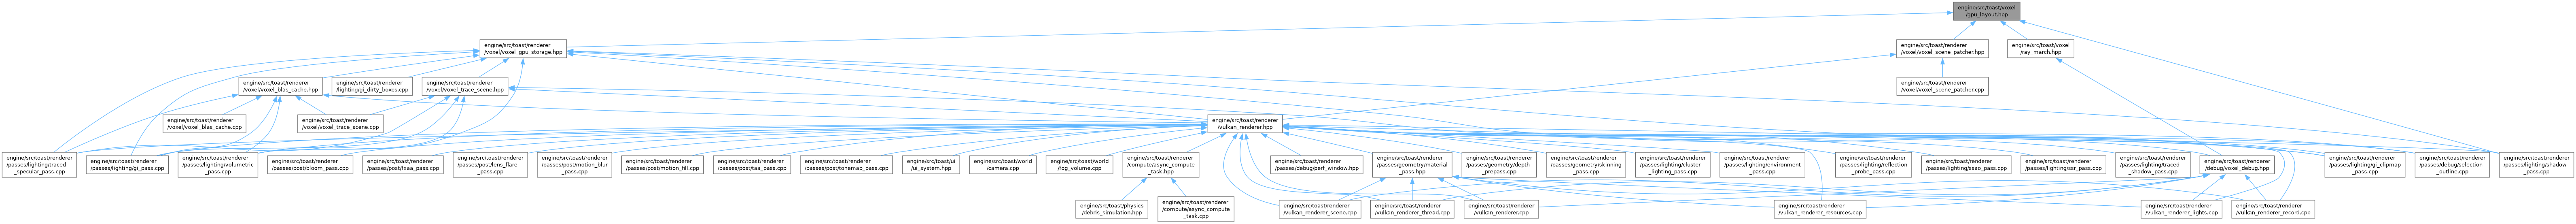 engine/src/toast/voxel
/gpu_layout.hpp
engine/src/toast/renderer
/voxel/voxel_gpu_storage.hpp
engine/src/toast/renderer
/voxel/voxel_scene_patcher.hpp
engine/src/toast/voxel
/ray_march.hpp
engine/src/toast/renderer
/voxel/voxel_blas_cache.hpp
engine/src/toast/renderer
/lighting/gi_dirty_boxes.cpp
engine/src/toast/renderer
/voxel/voxel_trace_scene.hpp
engine/src/toast/renderer
/voxel/voxel_scene_patcher.cpp
engine/src/toast/renderer
/voxel/voxel_blas_cache.cpp
engine/src/toast/renderer
/voxel/voxel_trace_scene.cpp
engine/src/toast/renderer
/vulkan_renderer.hpp
engine/src/toast/renderer
/passes/lighting/traced
_specular_pass.cpp
engine/src/toast/renderer
/passes/lighting/gi_pass.cpp
engine/src/toast/renderer
/passes/lighting/volumetric
_pass.cpp
engine/src/toast/renderer
/passes/post/bloom_pass.cpp
engine/src/toast/renderer
/passes/post/fxaa_pass.cpp
engine/src/toast/renderer
/passes/post/lens_flare
_pass.cpp
engine/src/toast/renderer
/passes/post/motion_blur
_pass.cpp
engine/src/toast/renderer
/passes/post/motion_fill.cpp
engine/src/toast/renderer
/passes/post/taa_pass.cpp
engine/src/toast/renderer
/passes/post/tonemap_pass.cpp
engine/src/toast/ui
/ui_system.hpp
engine/src/toast/world
/camera.cpp
engine/src/toast/world
/fog_volume.cpp
engine/src/toast/renderer
/compute/async_compute
_task.hpp
engine/src/toast/renderer
/passes/debug/perf_window.hpp
engine/src/toast/renderer
/passes/geometry/material
_pass.hpp
engine/src/toast/renderer
/passes/geometry/depth
_prepass.cpp
engine/src/toast/renderer
/passes/geometry/skinning
_pass.cpp
engine/src/toast/renderer
/passes/lighting/cluster
_lighting_pass.cpp
engine/src/toast/renderer
/passes/lighting/environment
_pass.cpp
engine/src/toast/renderer
/passes/lighting/reflection
_probe_pass.cpp
engine/src/toast/renderer
/passes/lighting/ssao_pass.cpp
engine/src/toast/renderer
/passes/lighting/ssr_pass.cpp
engine/src/toast/renderer
/passes/lighting/traced
_shadow_pass.cpp
engine/src/toast/renderer
/debug/voxel_debug.hpp
engine/src/toast/renderer
/passes/lighting/gi_clipmap
_pass.cpp
engine/src/toast/renderer
/passes/debug/selection
_outline.cpp
engine/src/toast/renderer
/passes/lighting/shadow
_pass.cpp
engine/src/toast/physics
/debris_simulation.hpp
engine/src/toast/renderer
/compute/async_compute
_task.cpp
engine/src/toast/renderer
/vulkan_renderer_scene.cpp
engine/src/toast/renderer
/vulkan_renderer_thread.cpp
engine/src/toast/renderer
/vulkan_renderer.cpp
engine/src/toast/renderer
/vulkan_renderer_resources.cpp
engine/src/toast/renderer
/vulkan_renderer_lights.cpp
engine/src/toast/renderer
/vulkan_renderer_record.cpp